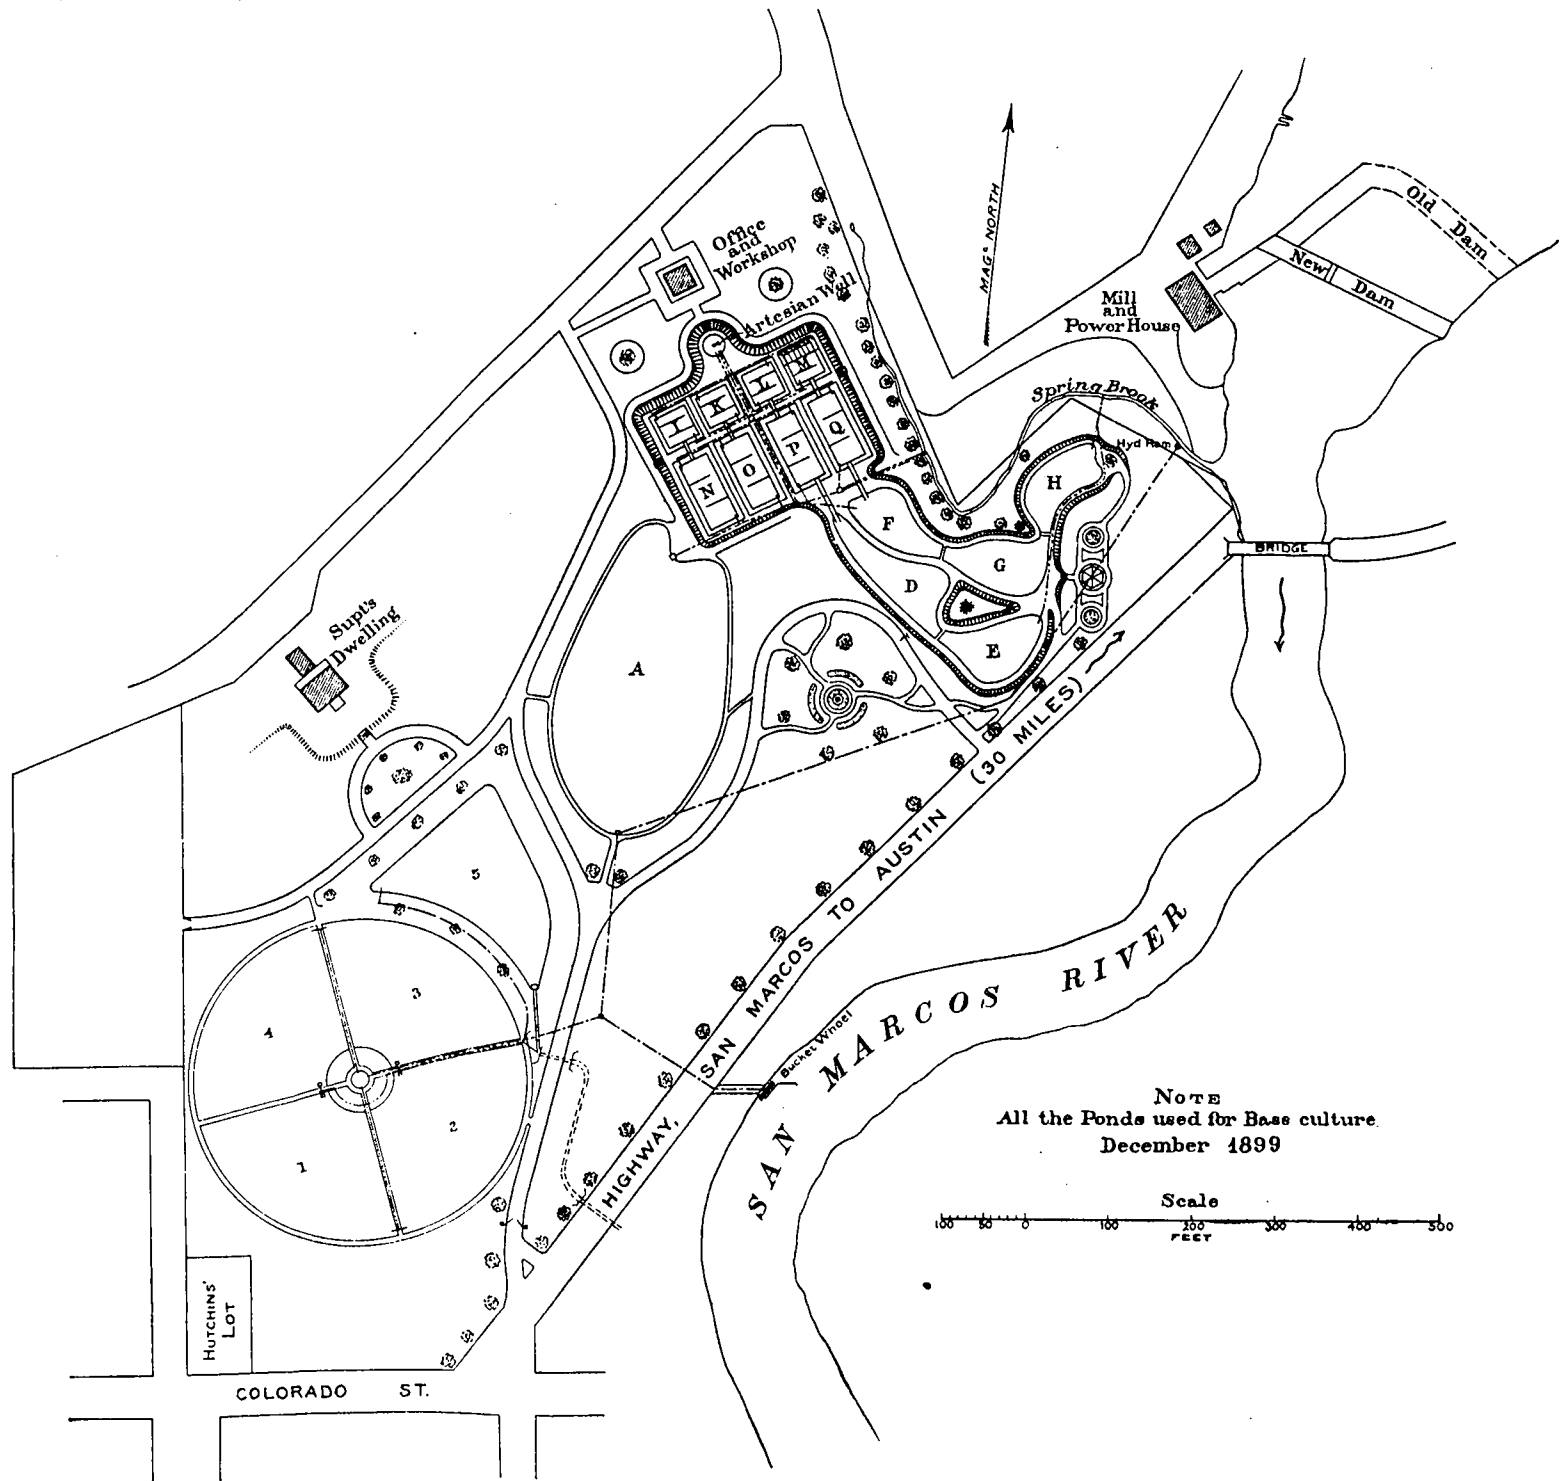 Old Dam
Office
and
Workshop
MAG. NORTH
New Dam
Artesian Well
Mill
and
Power House
Spring Brook
Hyd Ram
I
K
L
M
N
O
P
Q
H
F
G
BRIDGE
D
E
A
Supt's
Dwelling
5
3
4
2
1
HIGHWAY, SAN MARCOS TO AUSTIN (30 MILES)
SAN MARCOS RIVER
Bucket Wheel
NOTE
All the Ponds used for Bass culture
December 1899
Scale
100 50 0 100 200 300 400 500
FEET
HUTCHINS'
LOT
COLORADO ST.